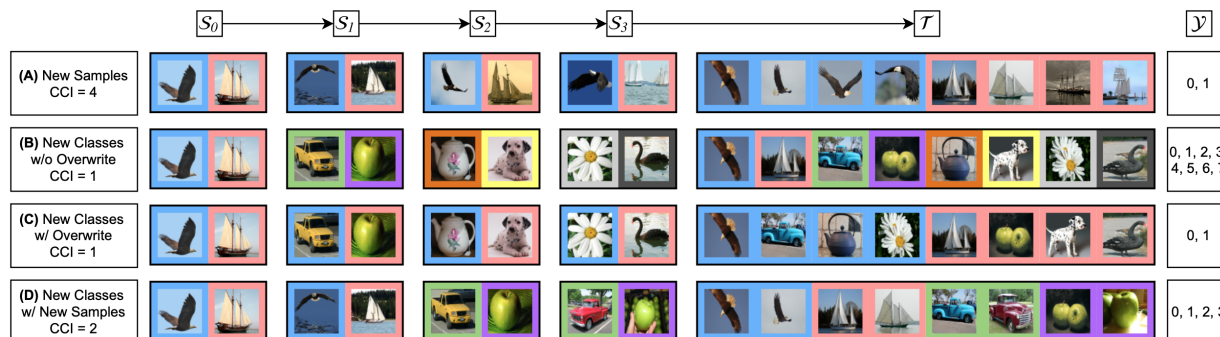 S₀ S₁ S₂ S₃ T Y
(A) New Samples
CCI = 4
0, 1
(B) New Classes
w/o Overwrite
CCI = 1
0, 1, 2, 3
4, 5, 6, 7
(C) New Classes
w/ Overwrite
CCI = 1
0, 1
(D) New Classes
w/ New Samples
CCI = 2
0, 1, 2, 3